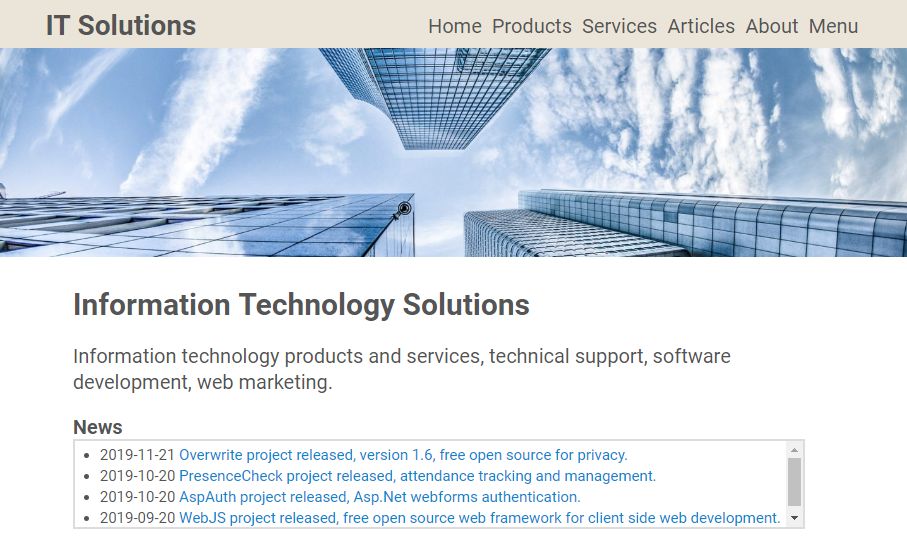 IT Solutions
Home Products Services Articles About Menu
Information Technology Solutions
Information technology products and services, technical support, software
development, web marketing.
News
2019-11-21 Overwrite project released, version 1.6, free open source for privacy.
2019-10-20 PresenceCheck project released, attendance tracking and management.
2019-10-20 AspAuth project released, Asp.Net webforms authentication.
2019-09-20 WebJS project released, free open source web framework for client side web development.